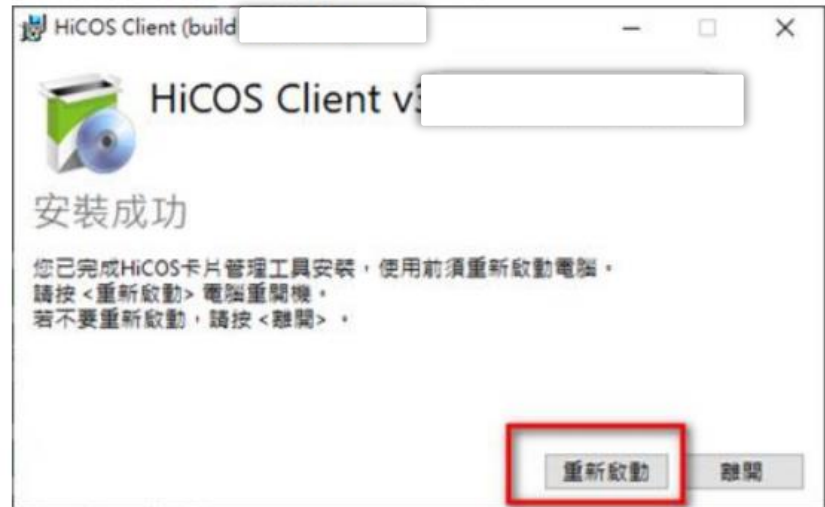 HiCOS Client (build
HiCOS Client v3
安裝成功
您已完成HiCOS卡片管理工具安裝，使用前須重新啟動電腦。
請按 <重新啟動> 電腦重開機。
若不要重新啟動，請按 <離開> 。
重新啟動
離開